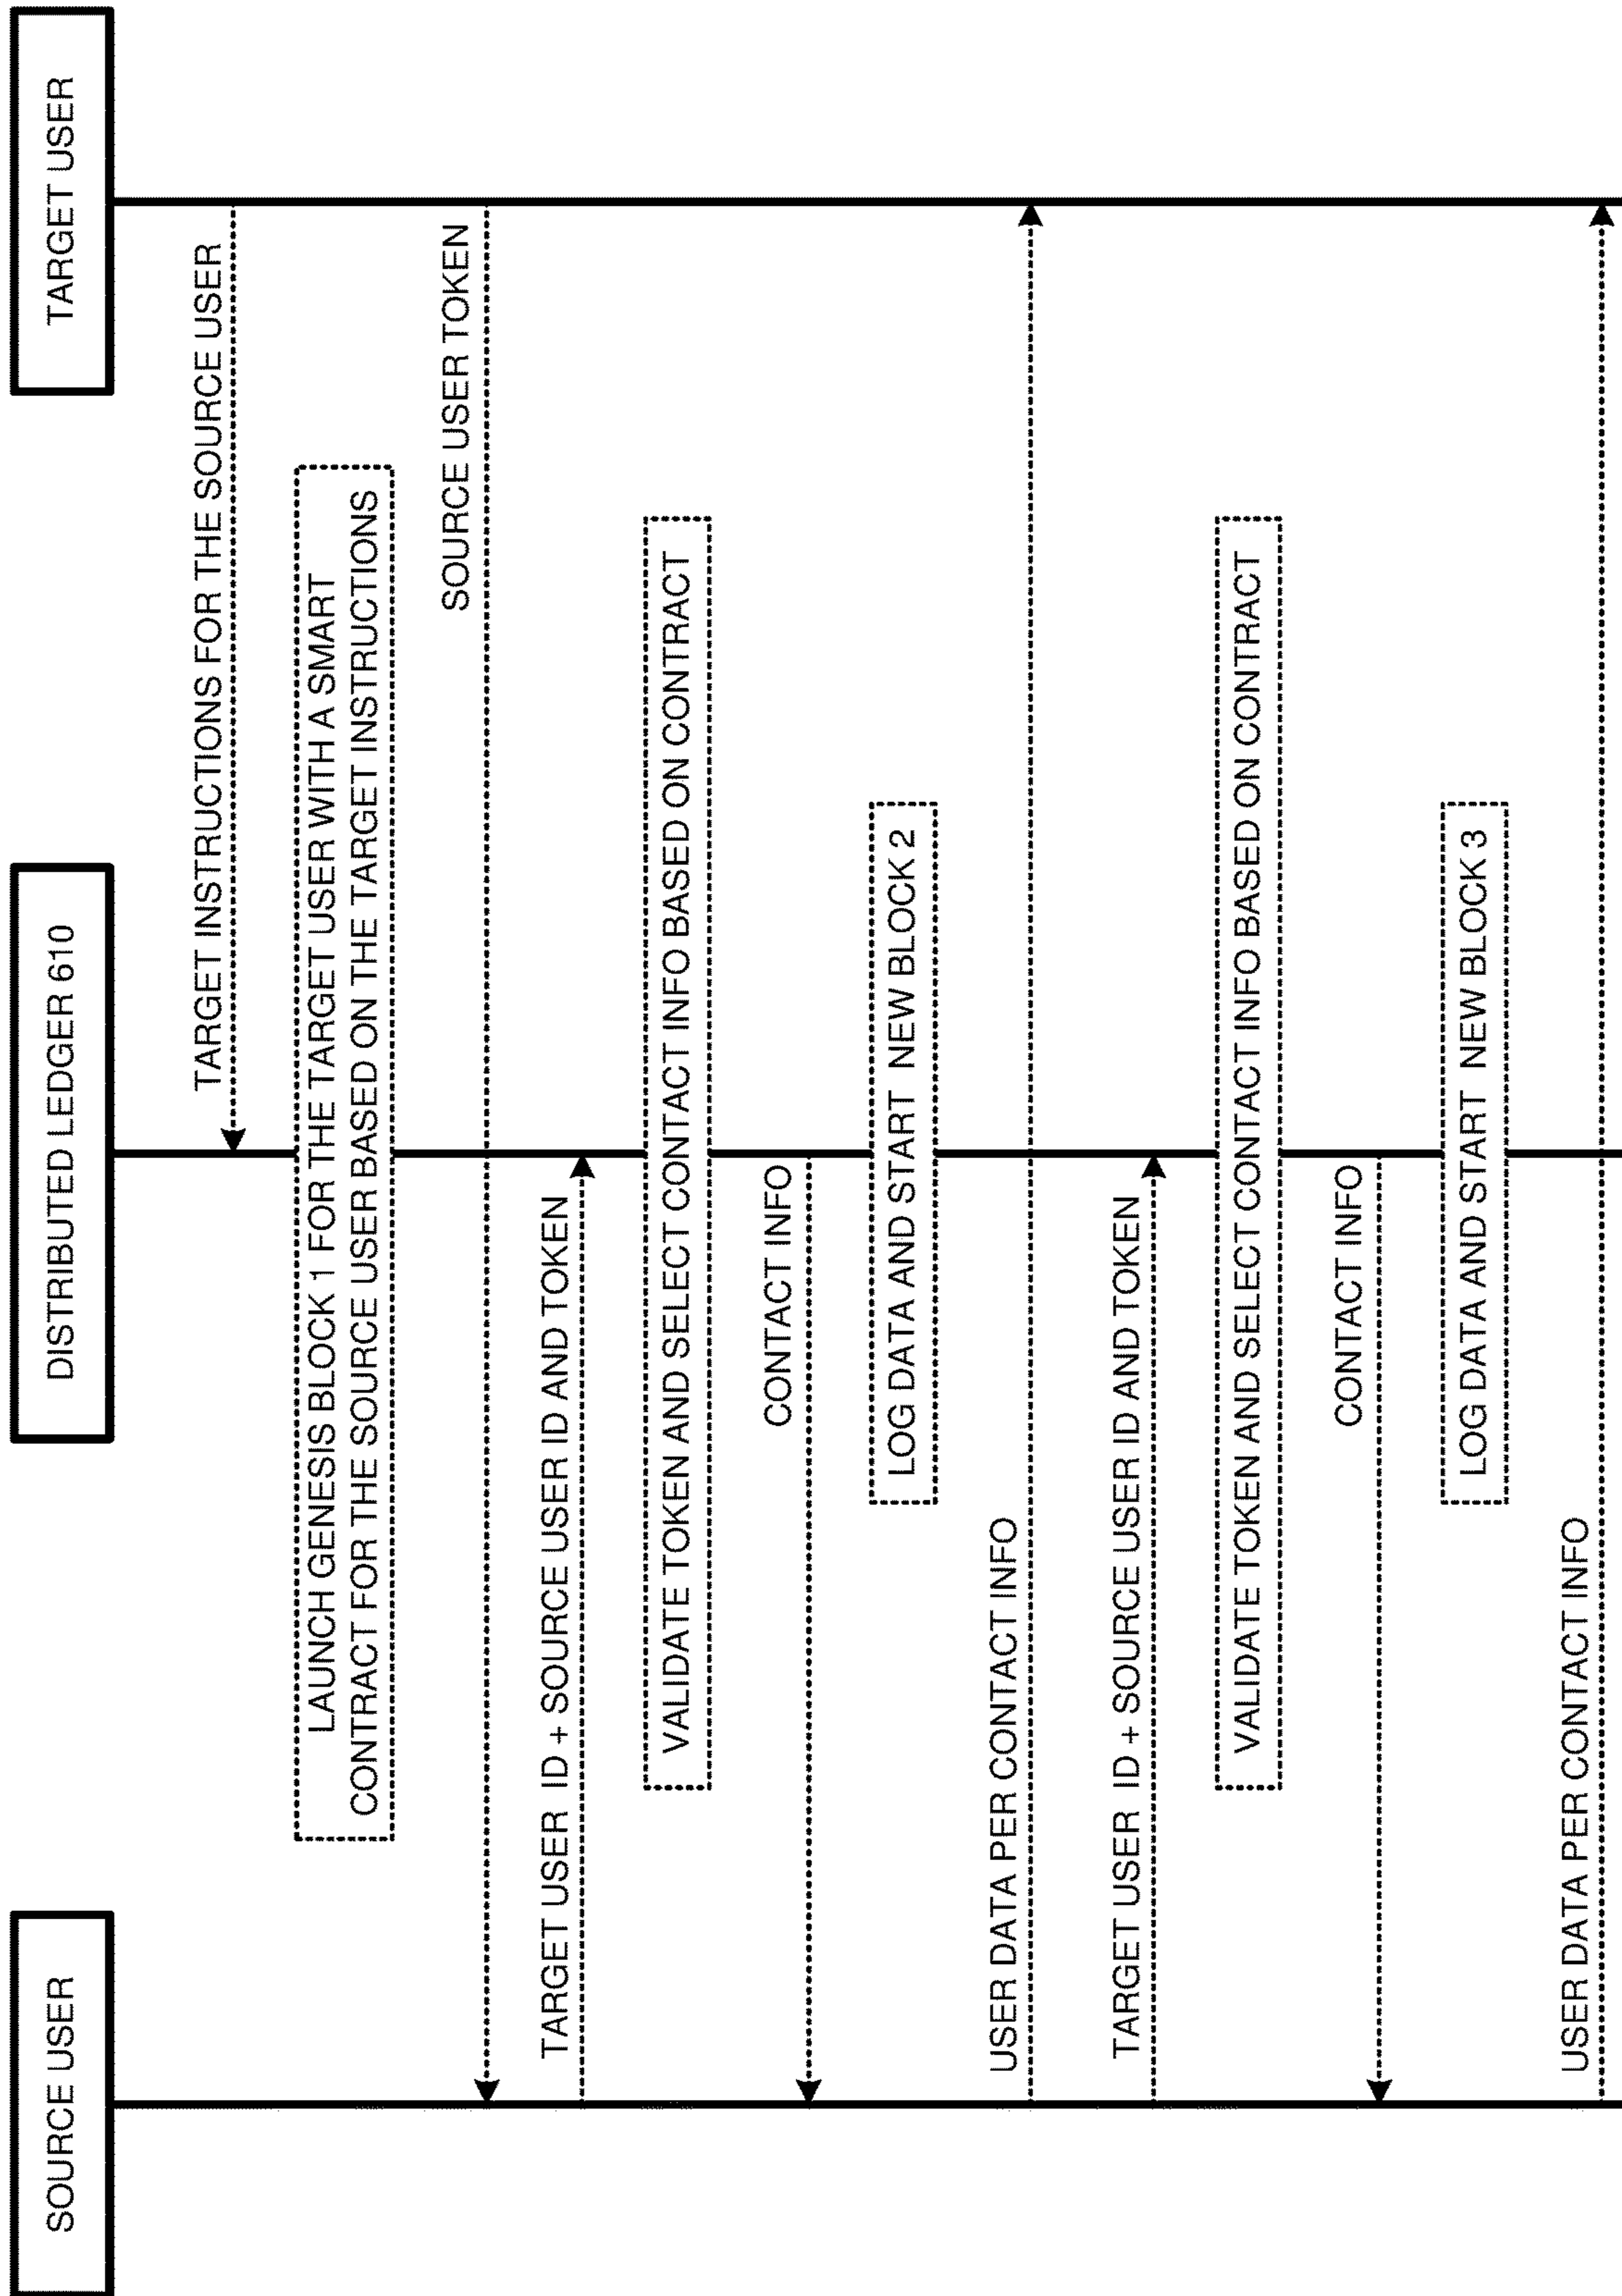 SOURCE USER
DISTRIBUTED LEDGER 610
TARGET USER
TARGET INSTRUCTIONS FOR THE SOURCE USER
LAUNCH GENESIS BLOCK 1 FOR THE TARGET USER WITH A SMART
CONTRACT FOR THE SOURCE USER BASED ON THE TARGET INSTRUCTIONS
SOURCE USER TOKEN
TARGET USER ID + SOURCE USER ID AND TOKEN
VALIDATE TOKEN AND SELECT CONTACT INFO BASED ON CONTRACT
CONTACT INFO
LOG DATA AND START NEW BLOCK 2
USER DATA PER CONTACT INFO
TARGET USER ID + SOURCE USER ID AND TOKEN
VALIDATE TOKEN AND SELECT CONTACT INFO BASED ON CONTRACT
CONTACT INFO
LOG DATA AND START NEW BLOCK 3
USER DATA PER CONTACT INFO